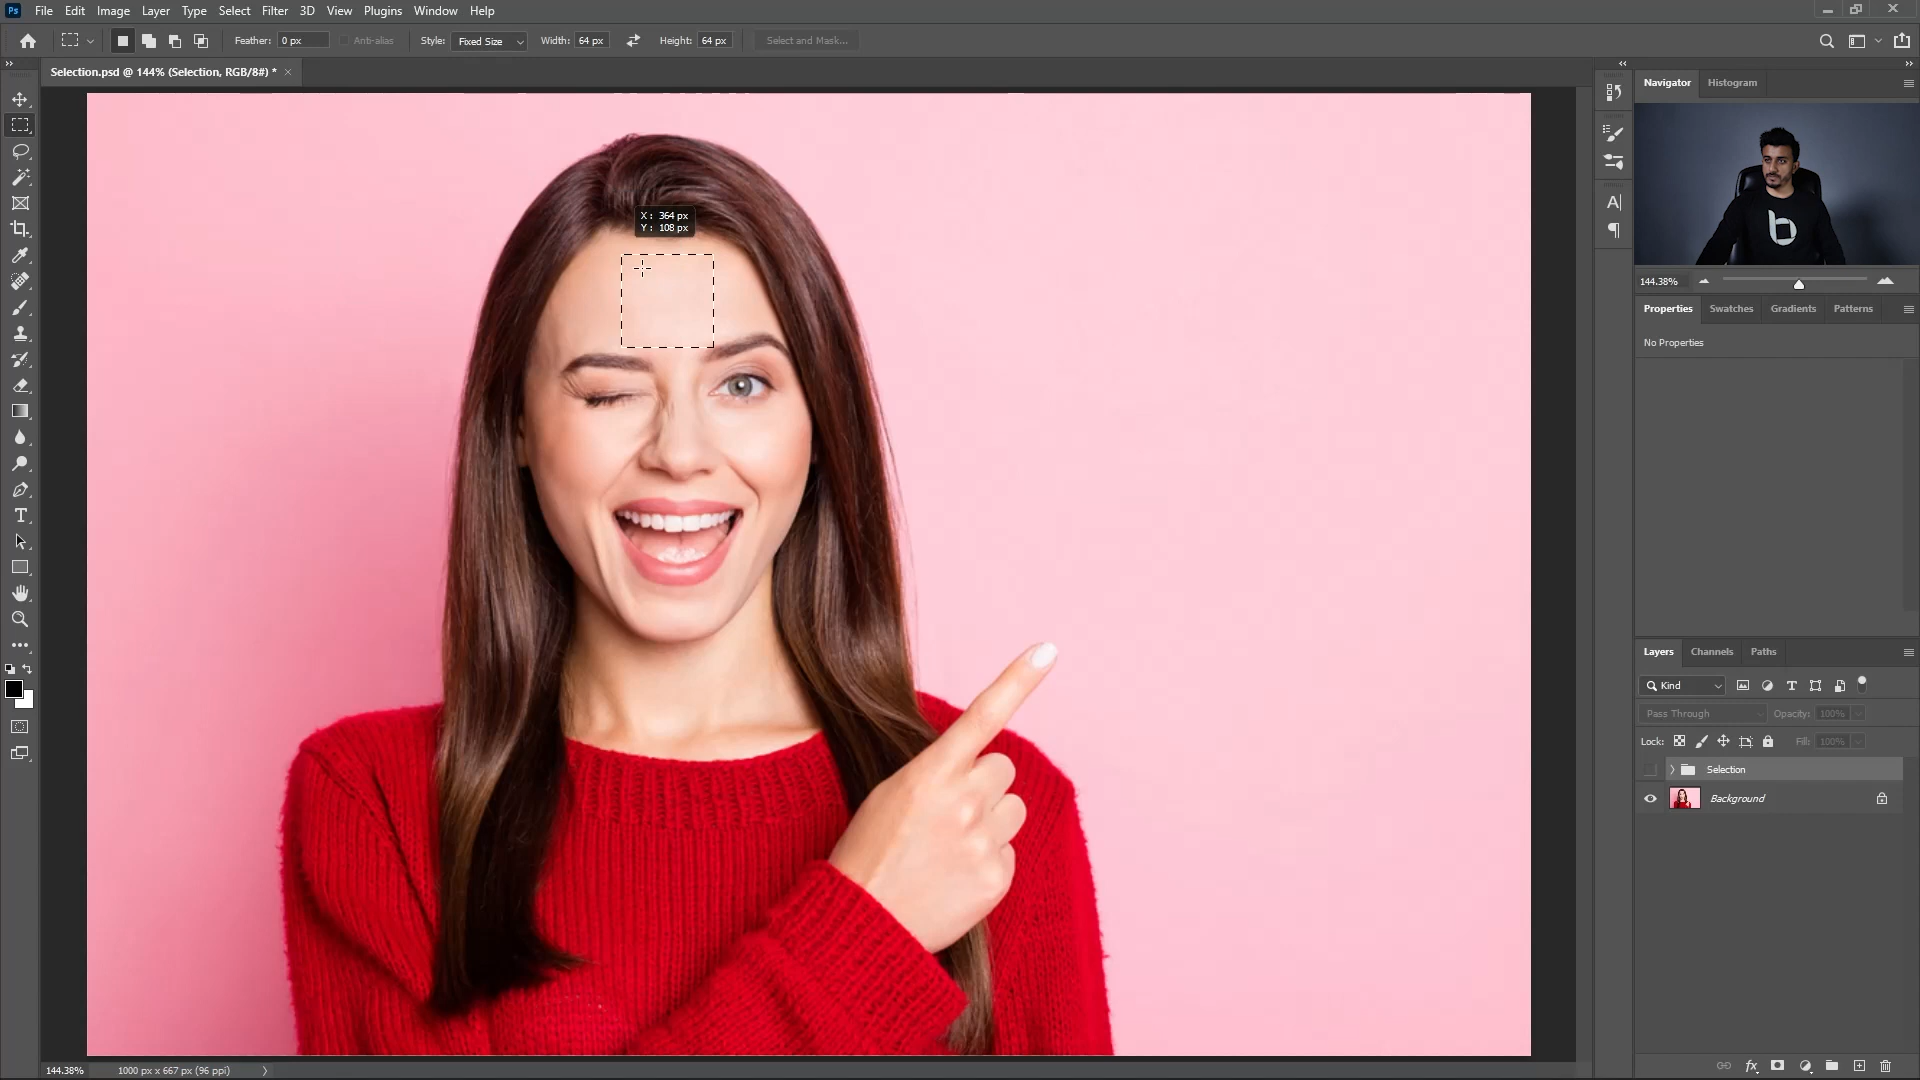 Ps File Edit Image Layer Type Select Filter 3D View Plugins Window Help
Feather: 0 px Anti-alias Style: Fixed Size Width: 64 px Height: 64 px Select and Mask...
Selection.psd @ 144% (Selection, RGB/8#) * ×
X : 364 px
Y : 108 px
Navigator Histogram
144.38%
Properties Swatches Gradients Patterns
No Properties
Layers Channels Paths
Kind
Pass Through Opacity: 100%
Lock: Fill: 100%
Selection
Background
144.38% 1000 px x 667 px (96 ppi)